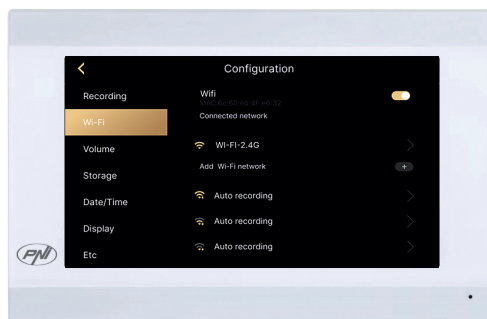 Configuration
Recording
Wi-Fi
Volume
Storage
Date/Time
Display
Etc
Wifi
Connected network
WI-FI-2.4G
Add Wi-Fi network
Auto recording
Auto recording
Auto recording
PNI